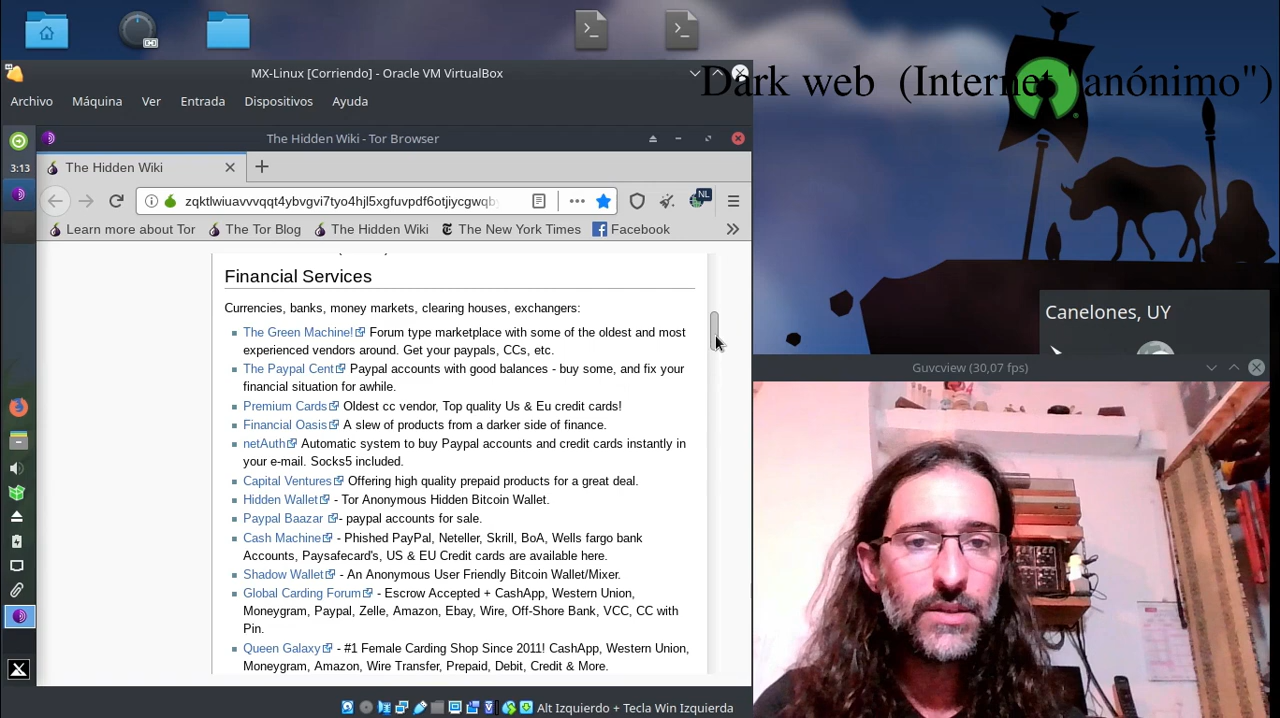 MX-Linux [Corriendo] - Oracle VM VirtualBox
Dark web (Internet "anónimo")
Archivo Máquina Ver Entrada Dispositivos Ayuda
The Hidden Wiki - Tor Browser
3:13
The Hidden Wiki
zqktlwiuavvvqqt4ybvgvi7tyo4hjl5xgfuvpdf6otjiycgwqb
NL
Learn more about Tor The Tor Blog The Hidden Wiki The New York Times Facebook
Financial Services
Currencies, banks, money markets, clearing houses, exchangers:
The Green Machine! Forum type marketplace with some of the oldest and most
experienced vendors around. Get your paypals, CCs, etc.
The Paypal Cent Paypal accounts with good balances - buy some, and fix your
financial situation for awhile.
Premium Cards Oldest cc vendor, Top quality Us & Eu credit cards!
Financial Oasis A slew of products from a darker side of finance.
netAuth Automatic system to buy Paypal accounts and credit cards instantly in
your e-mail. Socks5 included.
Capital Ventures Offering high quality prepaid products for a great deal.
Hidden Wallet - Tor Anonymous Hidden Bitcoin Wallet.
Paypal Baazar - paypal accounts for sale.
Cash Machine - Phished PayPal, Neteller, Skrill, BoA, Wells fargo bank
Accounts, Paysafecard's, US & EU Credit cards are available here.
Shadow Wallet - An Anonymous User Friendly Bitcoin Wallet/Mixer.
Global Carding Forum - Escrow Accepted + CashApp, Western Union,
Moneygram, Paypal, Zelle, Amazon, Ebay, Wire, Off-Shore Bank, VCC, CC with
Pin.
Queen Galaxy - #1 Female Carding Shop Since 2011! CashApp, Western Union,
Moneygram, Amazon, Wire Transfer, Prepaid, Debit, Credit & More.
Alt Izquierdo + Tecla Win Izquierda
Canelones, UY
Guvcview (30,07 fps)